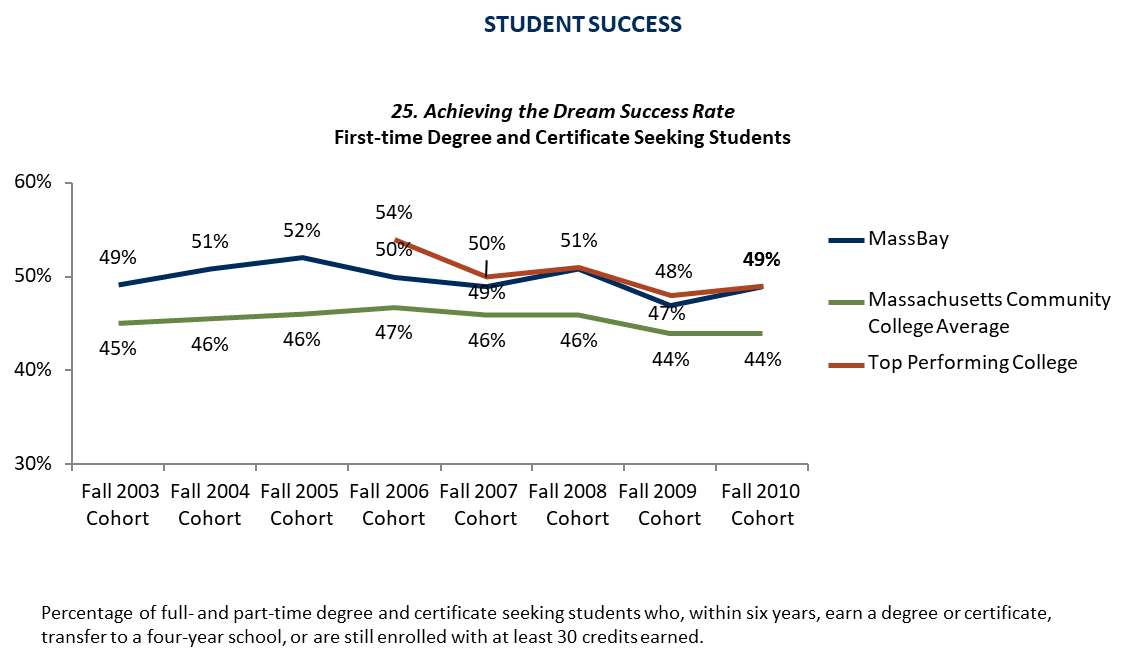 STUDENT SUCCESS
25. Achieving the Dream Success Rate
First-time Degree and Certificate Seeking Students
60%
50%
40%
30%
49%
51%
52%
54%
50%
50%
49%
51%
48%
47%
49%
45%
46%
46%
47%
46%
46%
44%
44%
MassBay
Massachusetts Community
College Average
Top Performing College
Fall 2003
Cohort
Fall 2004
Cohort
Fall 2005
Cohort
Fall 2006
Cohort
Fall 2007
Cohort
Fall 2008
Cohort
Fall 2009
Cohort
Fall 2010
Cohort
Percentage of full- and part-time degree and certificate seeking students who, within six years, earn a degree or certificate,
transfer to a four-year school, or are still enrolled with at least 30 credits earned.